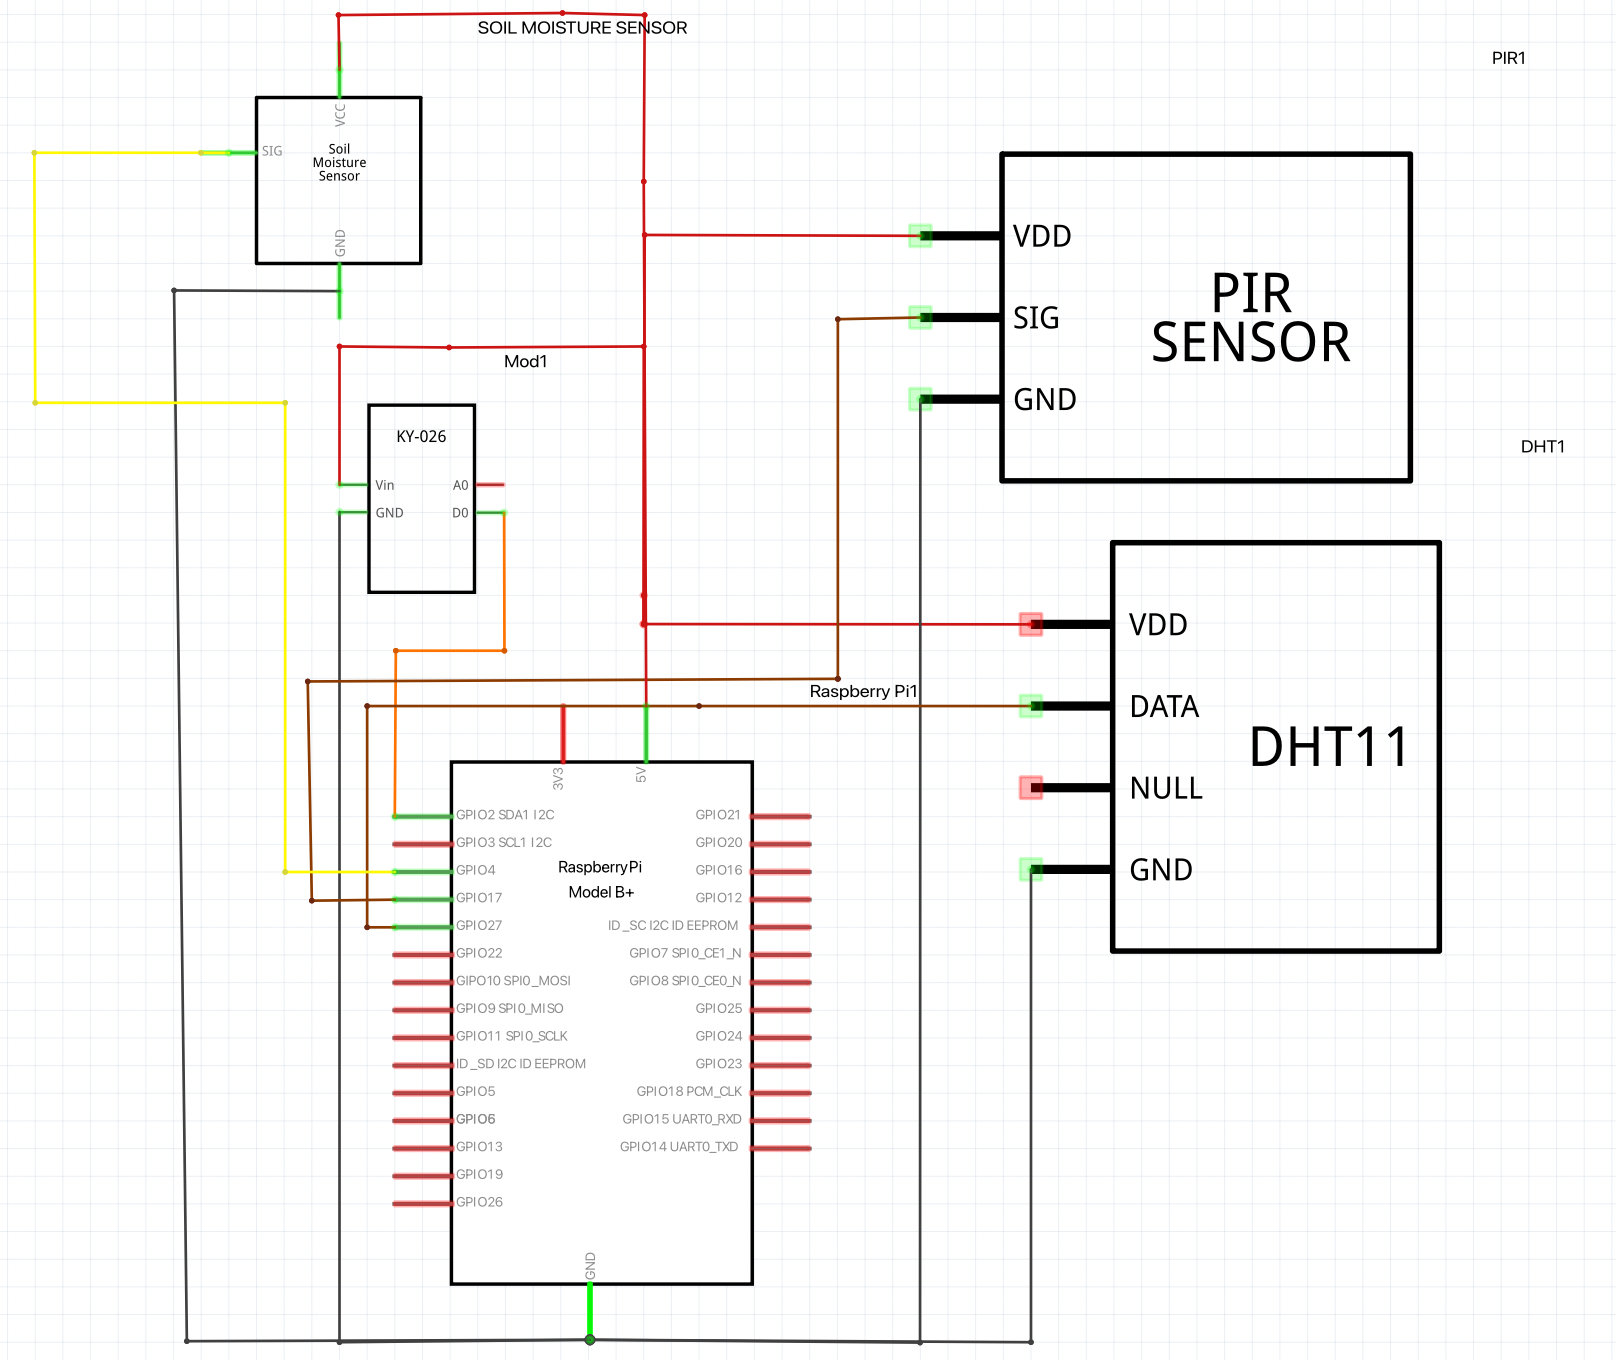 SOIL MOISTURE SENSOR
PIR1
VCC
SIG
Soil
Moisture
Sensor
GND
VDD
SIG
GND
PIR
SENSOR
Mod1
KY-026
Vin
A0
GND
D0
DHT1
VDD
DATA
NULL
GND
DHT11
Raspberry Pi1
3V3
5V
GPIO2 SDA1 I2C
GPIO21
GPIO3 SCL1 I2C
GPIO20
GPIO4
GPIO16
GPIO17
GPIO12
Raspberry Pi
Model B+
GPIO27
ID_SC I2C ID EEPROM
GPIO22
GPIO7 SPI0_CE1_N
GIPO10 SPI0_MOSI
GPIO8 SPI0_CE0_N
GPIO9 SPI0_MISO
GPIO25
GPIO11 SPI0_SCLK
GPIO24
ID_SD I2C ID EEPROM
GPIO23
GPIO5
GPIO18 PCM_CLK
GPIO6
GPIO15 UART0_RXD
GPIO13
GPIO14 UART0_TXD
GPIO19
GPIO26
GND